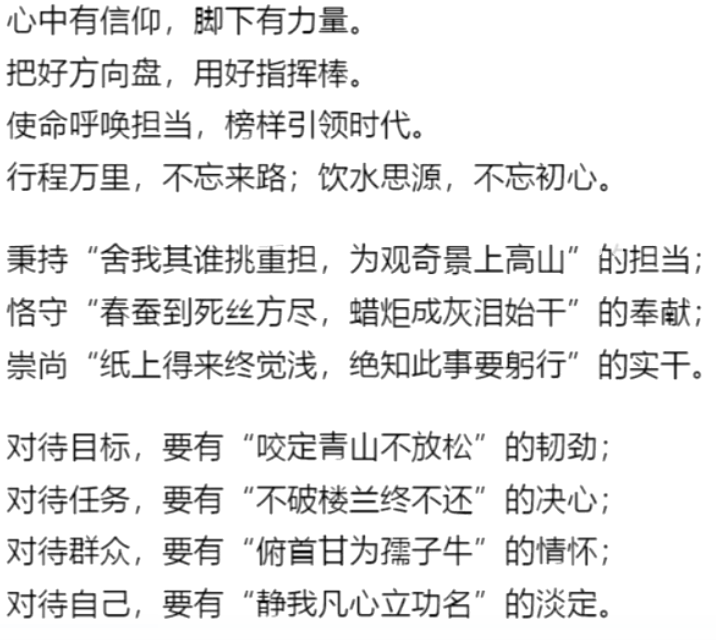 心中有信仰，脚下有力量。
把好方向盘，用好指挥棒。
使命呼唤担当，榜样引领时代。
行程万里，不忘来路；饮水思源，不忘初心。
秉持“舍我其谁挑重担，为观奇景上高山”的担当；
恪守“春蚕到死丝方尽，蜡炬成灰泪始干”的奉献；
崇尚“纸上得来终觉浅，绝知此事要躬行”的实干。
对待目标，要有“咬定青山不放松”的韧劲；
对待任务，要有“不破楼兰终不还”的决心；
对待群众，要有“俯首甘为孺子牛”的情怀；
对待自己，要有“静我凡心立功名”的淡定。